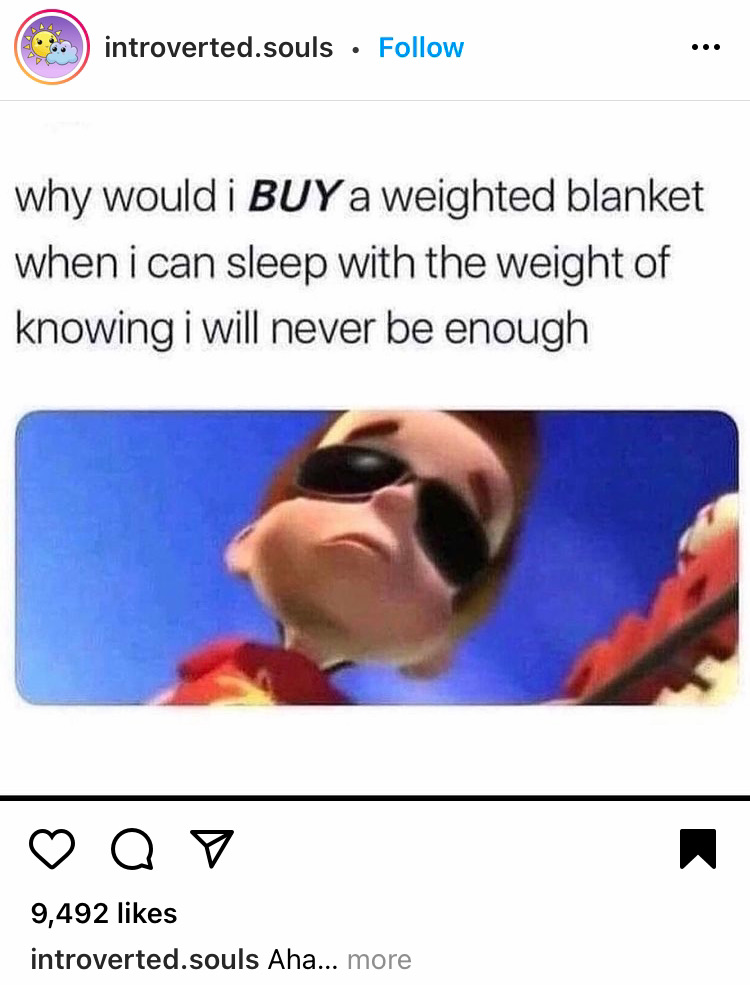 introverted.souls • Follow
why would i BUY a weighted blanket
when i can sleep with the weight of
knowing i will never be enough
9,492 likes
introverted.souls Aha... more